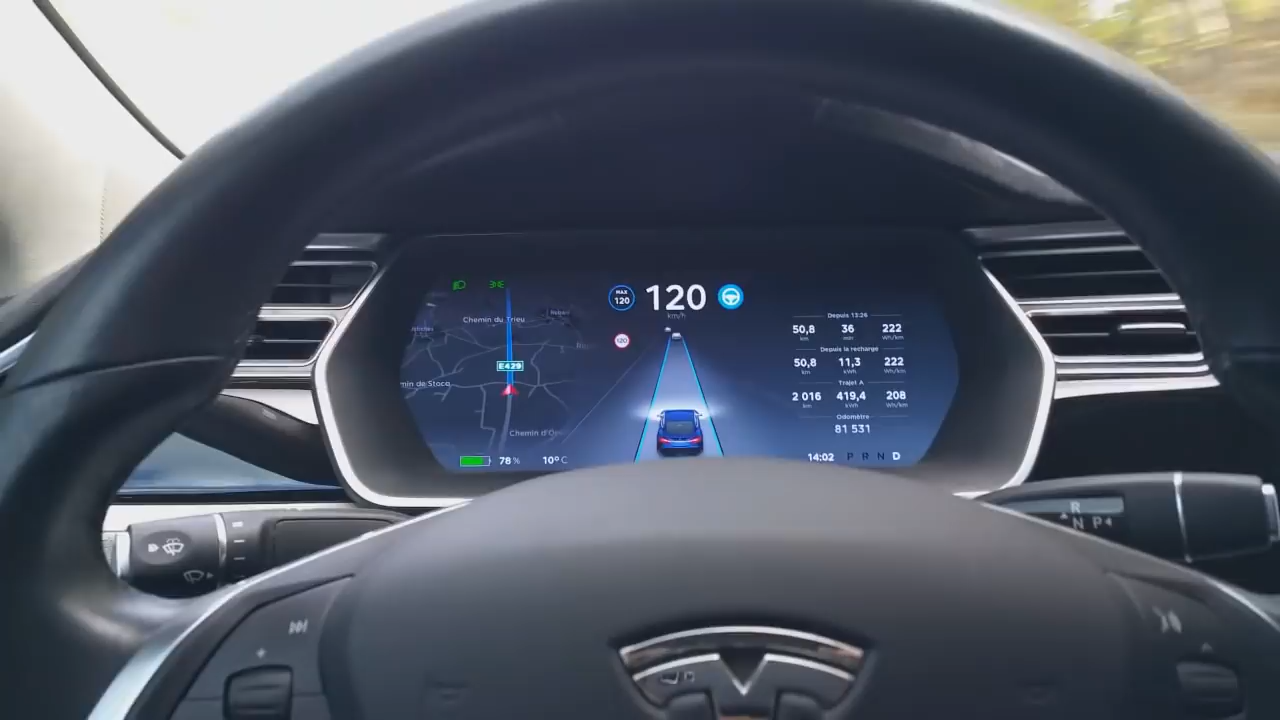 MAX
120
120
km/h
120
Chemin du Trieu
E429
min de Stoca
Chemin d'O
78 %
10°C
Depuis 13:26
50,8 36 222
km min Wh/km
Depuis la recharge
50,8 11,3 222
km kWh Wh/km
Trajet A
2 016 419,4 208
km kWh Wh/km
Odomètre
81 531
14:02 P R N D
R
N P